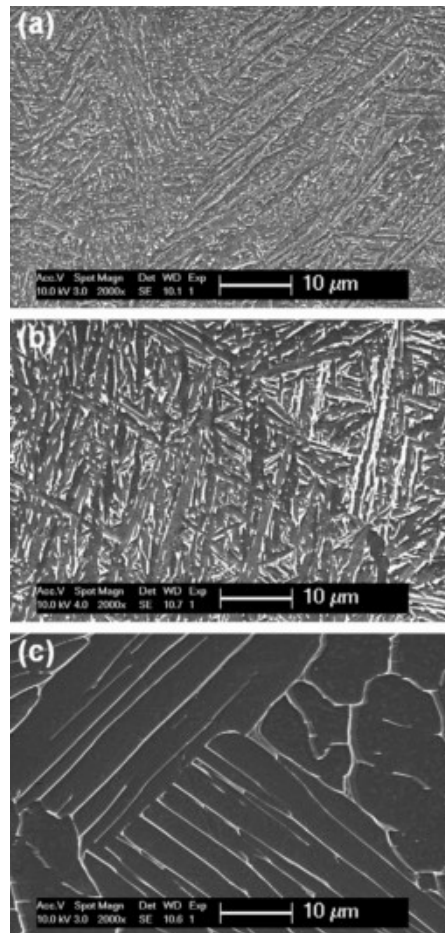 (a)
Acc.V Spot Magn Det WD Exp
10.0 kV 3.0 2000x SE 10.1 1
10 µm
(b)
Acc.V Spot Magn Det WD Exp
10.0 kV 4.0 2000x SE 10.7 1
10 µm
(c)
Acc.V Spot Magn Det WD Exp
10.0 kV 3.0 2000x SE 10.6 1
10 µm